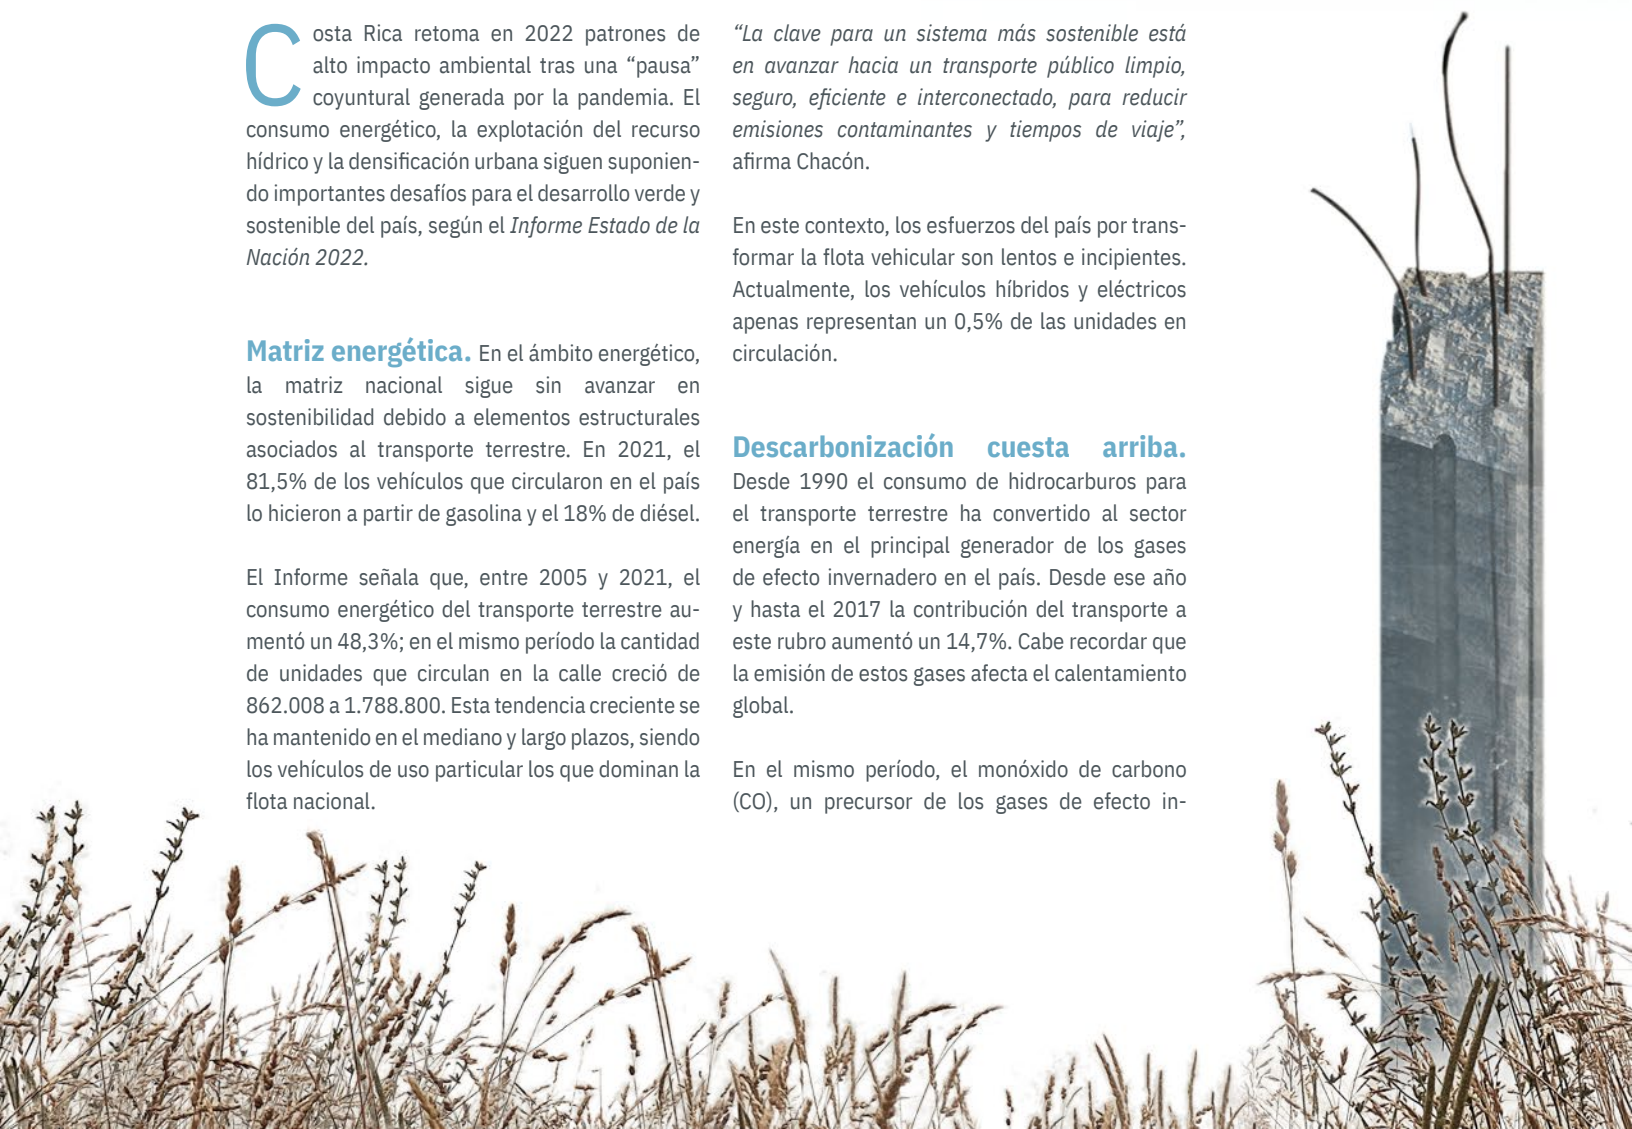 Costa Rica retoma en 2022 patrones de
alto impacto ambiental tras una “pausa”
coyuntural generada por la pandemia. El
consumo energético, la explotación del recurso
hídrico y la densificación urbana siguen suponien-
do importantes desafíos para el desarrollo verde y
sostenible del país, según el Informe Estado de la
Nación 2022.
Matriz energética. En el ámbito energético,
la matriz nacional sigue sin avanzar en
sostenibilidad debido a elementos estructurales
asociados al transporte terrestre. En 2021, el
81,5% de los vehículos que circularon en el país
lo hicieron a partir de gasolina y el 18% de diésel.
El Informe señala que, entre 2005 y 2021, el
consumo energético del transporte terrestre au-
mentó un 48,3%; en el mismo período la cantidad
de unidades que circulan en la calle creció de
862.008 a 1.788.800. Esta tendencia creciente se
ha mantenido en el mediano y largo plazos, siendo
los vehículos de uso particular los que dominan la
flota nacional.
“La clave para un sistema más sostenible está
en avanzar hacia un transporte público limpio,
seguro, eficiente e interconectado, para reducir
emisiones contaminantes y tiempos de viaje”,
afirma Chacón.
En este contexto, los esfuerzos del país por trans-
formar la flota vehicular son lentos e incipientes.
Actualmente, los vehículos híbridos y eléctricos
apenas representan un 0,5% de las unidades en
circulación.
Descarbonización cuesta arriba.
Desde 1990 el consumo de hidrocarburos para
el transporte terrestre ha convertido al sector
energía en el principal generador de los gases
de efecto invernadero en el país. Desde ese año
y hasta el 2017 la contribución del transporte a
este rubro aumentó un 14,7%. Cabe recordar que
la emisión de estos gases afecta el calentamiento
global.
En el mismo período, el monóxido de carbono
(CO), un precursor de los gases de efecto in-